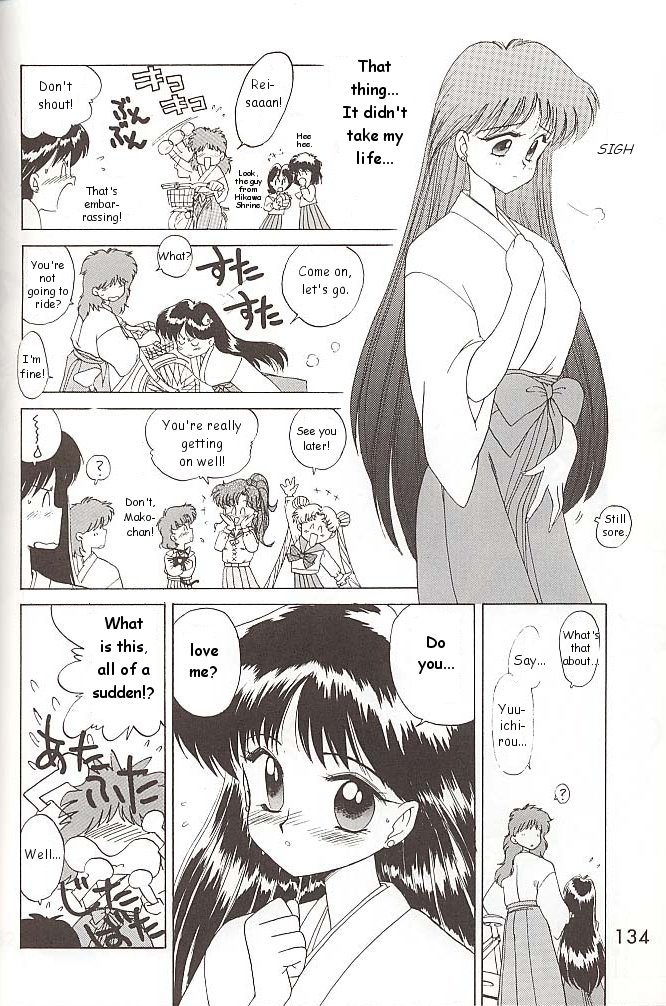 Don't
shout!
キコ
キコ
ぶん
ぶん
Rei-
saaan!
That
thing...
It didn't
take my
life...
SIGH
Hee
hee.
Look,
the guy
from
Hikawa
Shrine.
That's
embar-
rassing!
You're
not
going to
ride?
What?
すた
すた
Come on,
let's go.
I'm
fine!
You're really
getting
on well!
See you
later!
?
Don't,
Mako-
chan!
Still
sore.
What
is this,
all of a
sudden!?
あた
ふた
Well...
じた
ばた
love
me?
Do
you...
What's
that
about...
Say...
Yuu-
ichi-
rou...
?
134